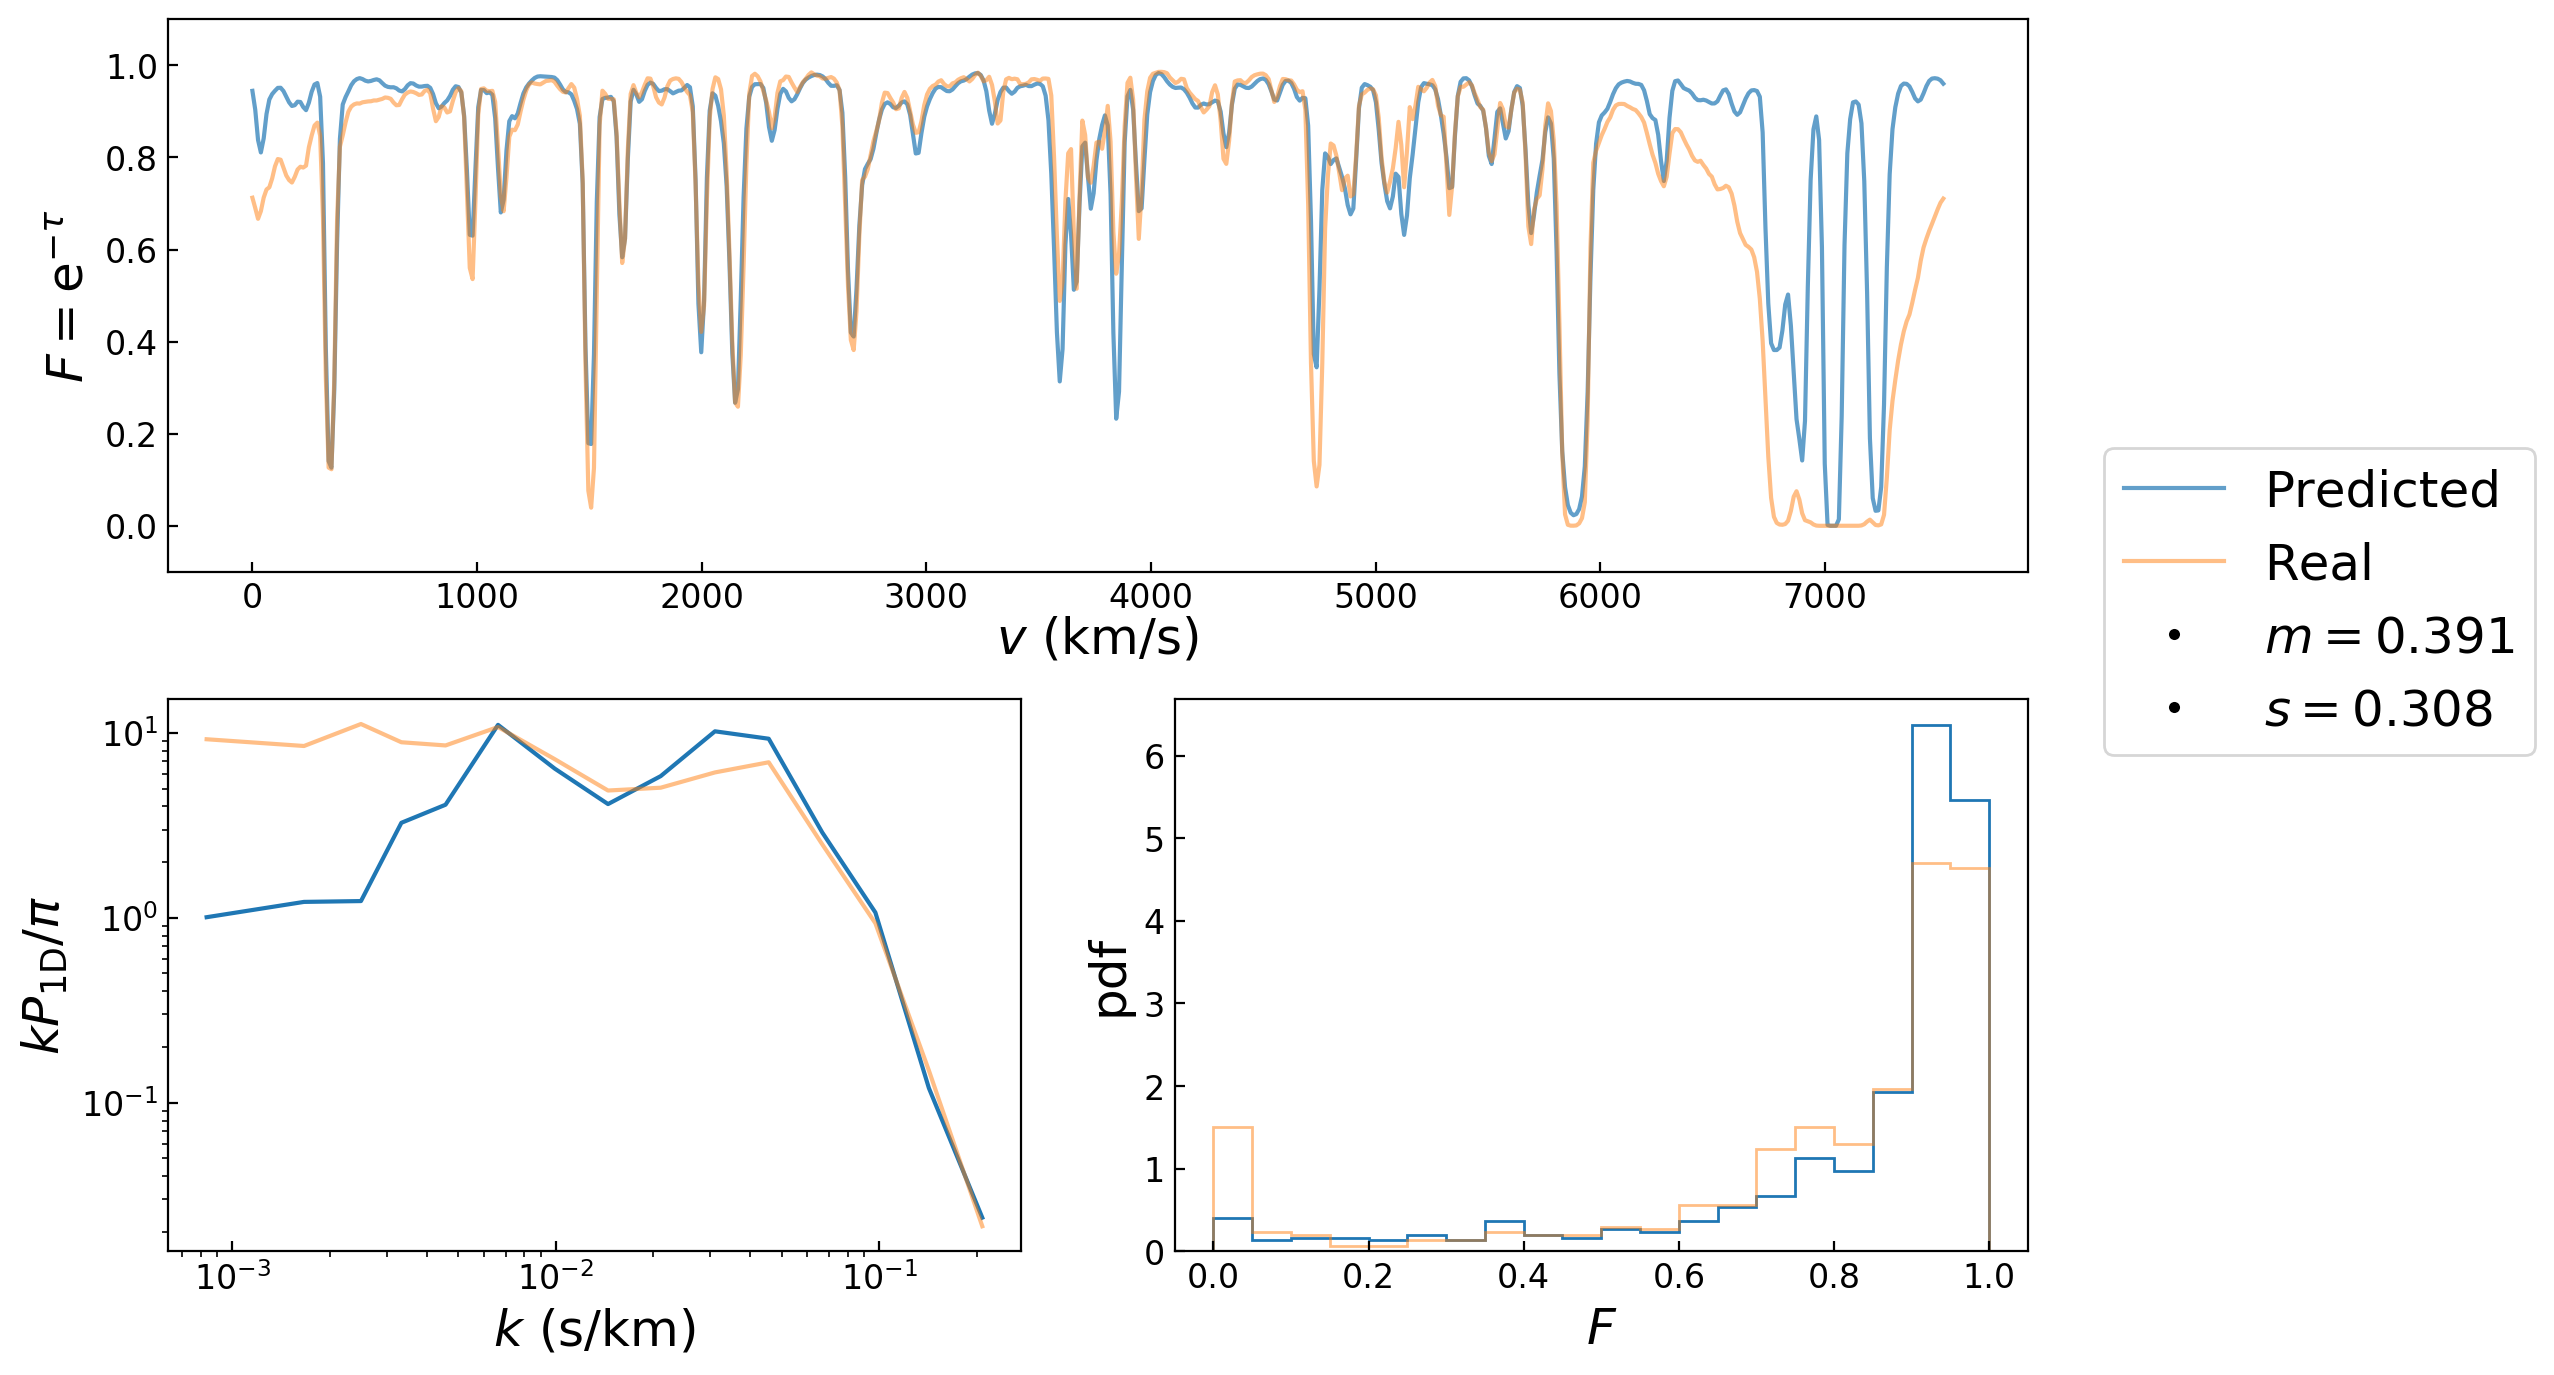 F = e^{−τ}
1.0
0.8
0.6
0.4
0.2
0.0
0 1000 2000 3000 4000 5000 6000 7000
v (km/s)
Predicted
Real
m = 0.391
s = 0.308
kP_{1D}/π
10^1
10^0
10^{−1}
10^{−3} 10^{−2} 10^{−1}
k (s/km)
pdf
6
5
4
3
2
1
0
0.0 0.2 0.4 0.6 0.8 1.0
F